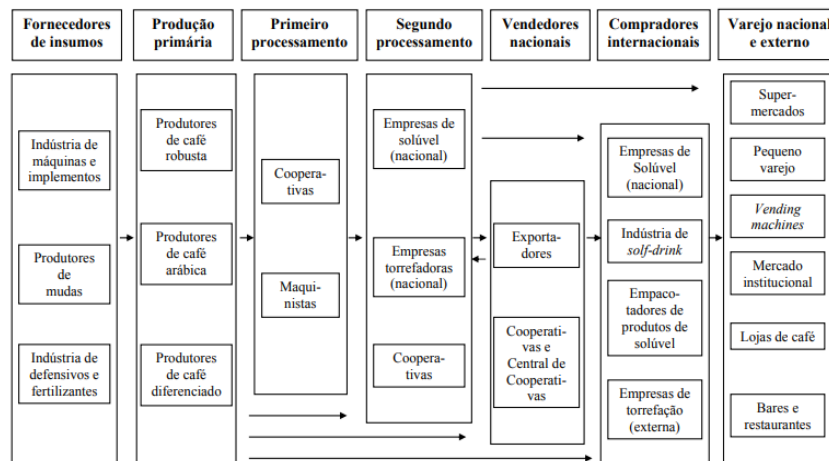 Fornecedores
de insumos
Produção
primária
Primeiro
processamento
Segundo
processamento
Vendedores
nacionais
Compradores
internacionais
Varejo nacional
e externo
Indústria de
máquinas e
implementos
Produtores
de
mudas
Indústria de
defensivos e
fertilizantes
Produtores
de café
robusta
Produtores
de café
arábica
Produtores
de café
diferenciado
Coopera-
tivas
Maqui-
nistas
Empresas de
solúvel
(nacional)
Empresas
torrefadoras
(nacional)
Coopera-
tivas
Exporta-
dores
Cooperati-
vas e
Central de
Cooperati-
vas
Empresas de
Solúvel
(nacional)
Indústria de
solf-drink
Empaco-
tadores de
produtos de
solúvel
Empresas de
torrefação
(externa)
Super-
mercados
Pequeno
varejo
Vending
machines
Mercado
institucional
Lojas de café
Bares e
restaurantes